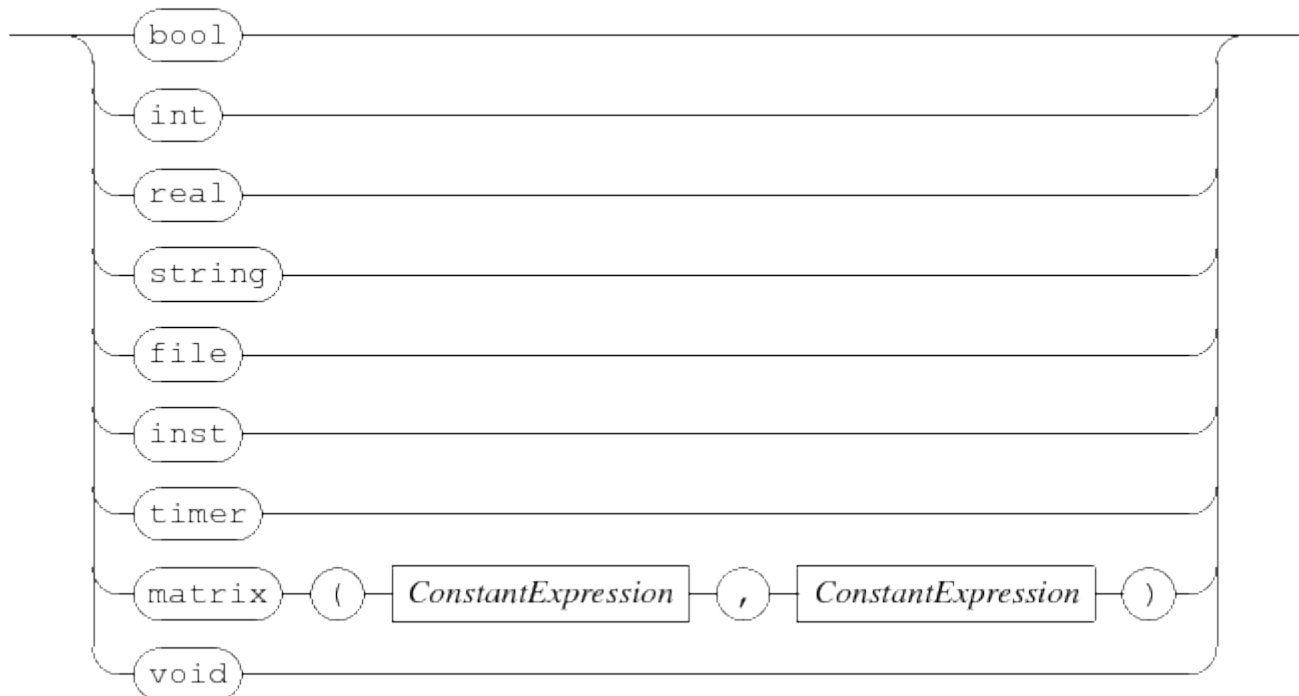 bool
int
real
string
file
inst
timer
matrix ( ConstantExpression , ConstantExpression )
void